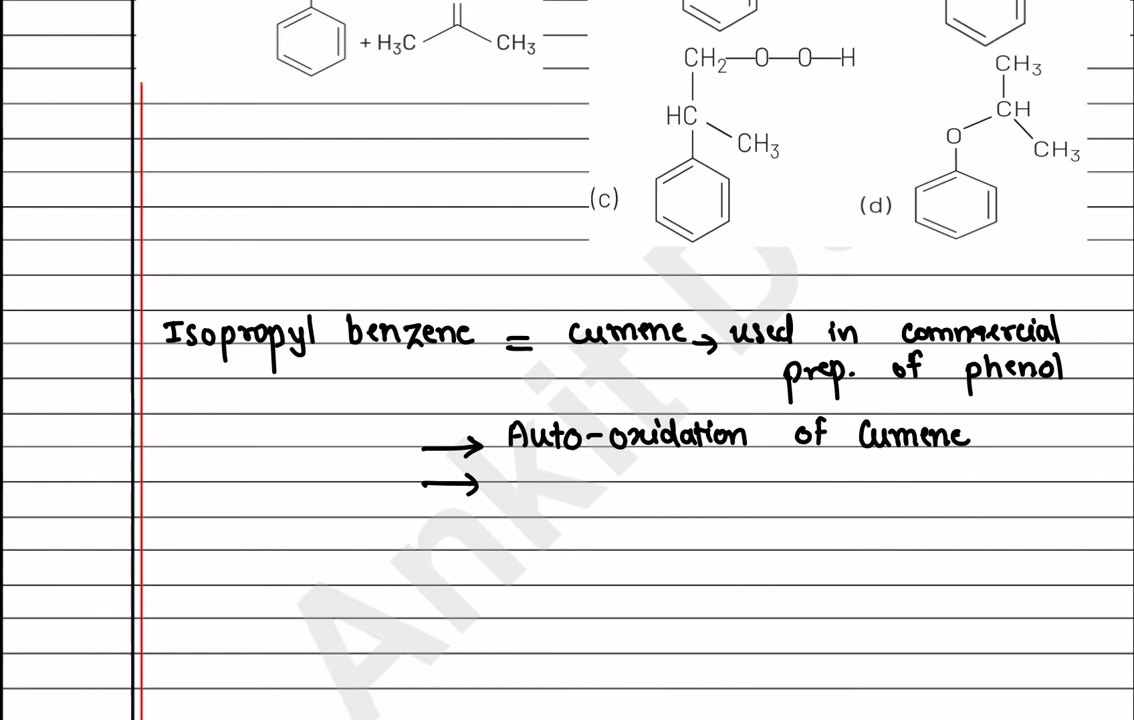 + H₃C CH₃
CH₂—O—O—H
HC
CH₃
(c)
CH₃
CH
O
CH₃
(d)
Isopropyl benzene = cumene → used in commercial
prep. of phenol
→ Auto-oxidation of Cumene
→
Ankit D